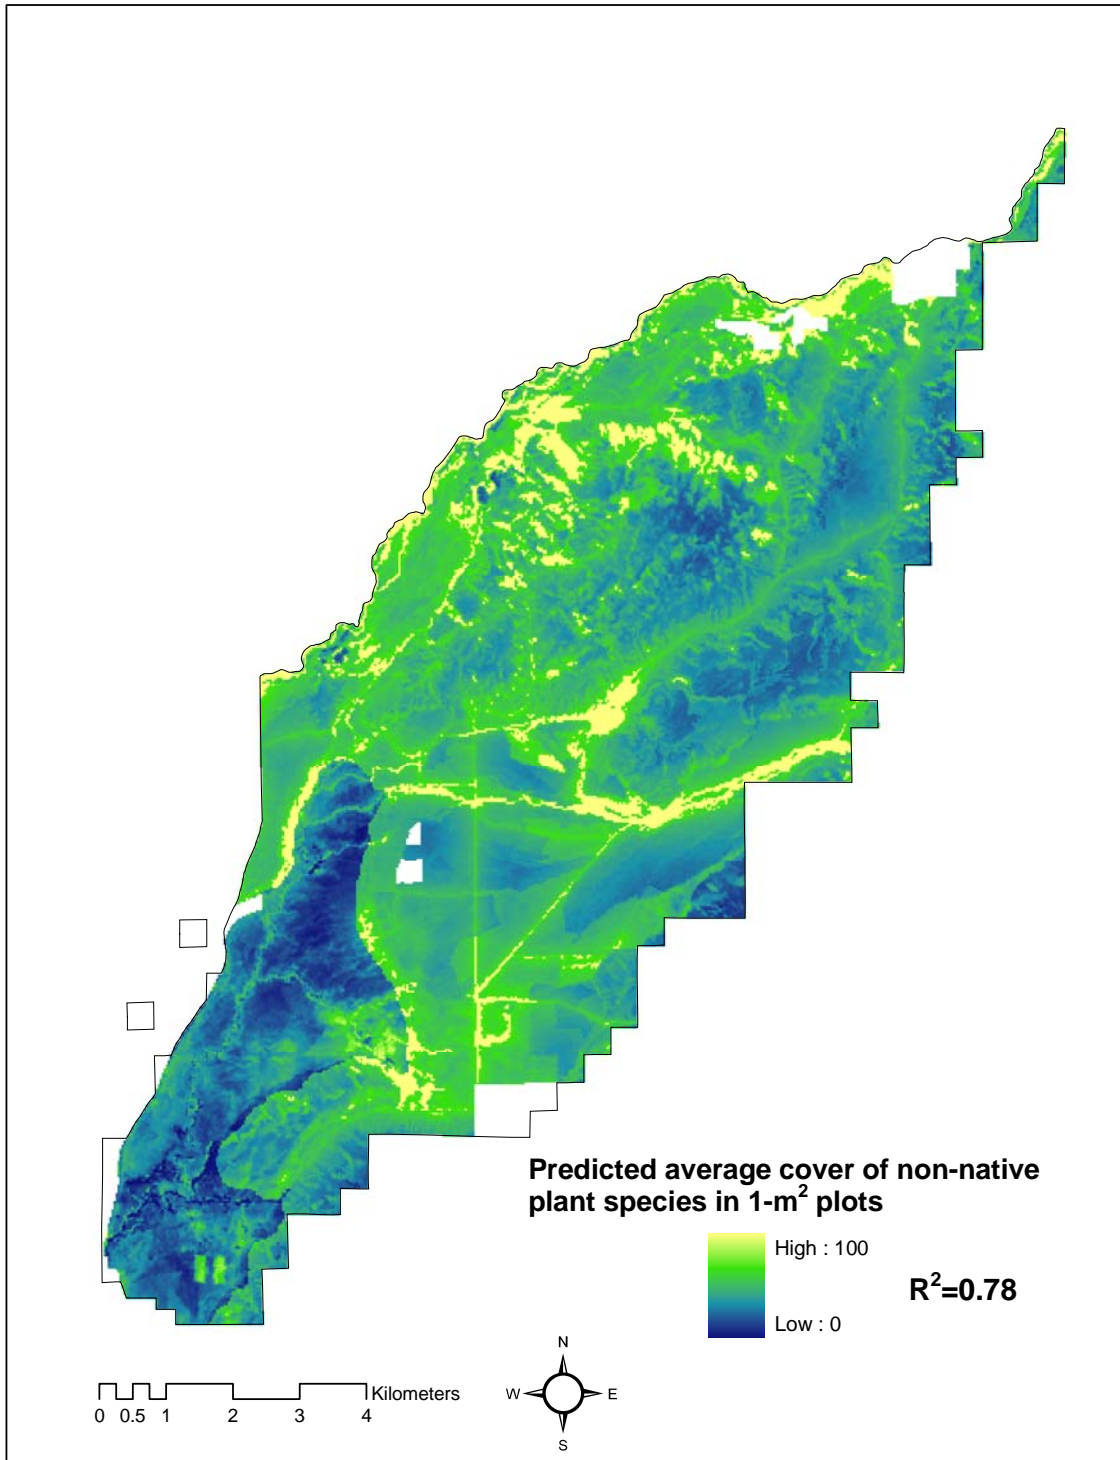 Predicted average cover of non-native
plant species in 1-m² plots
High : 100
R²=0.78
Low : 0
N
W E
S
Kilometers
0 0.5 1 2 3 4